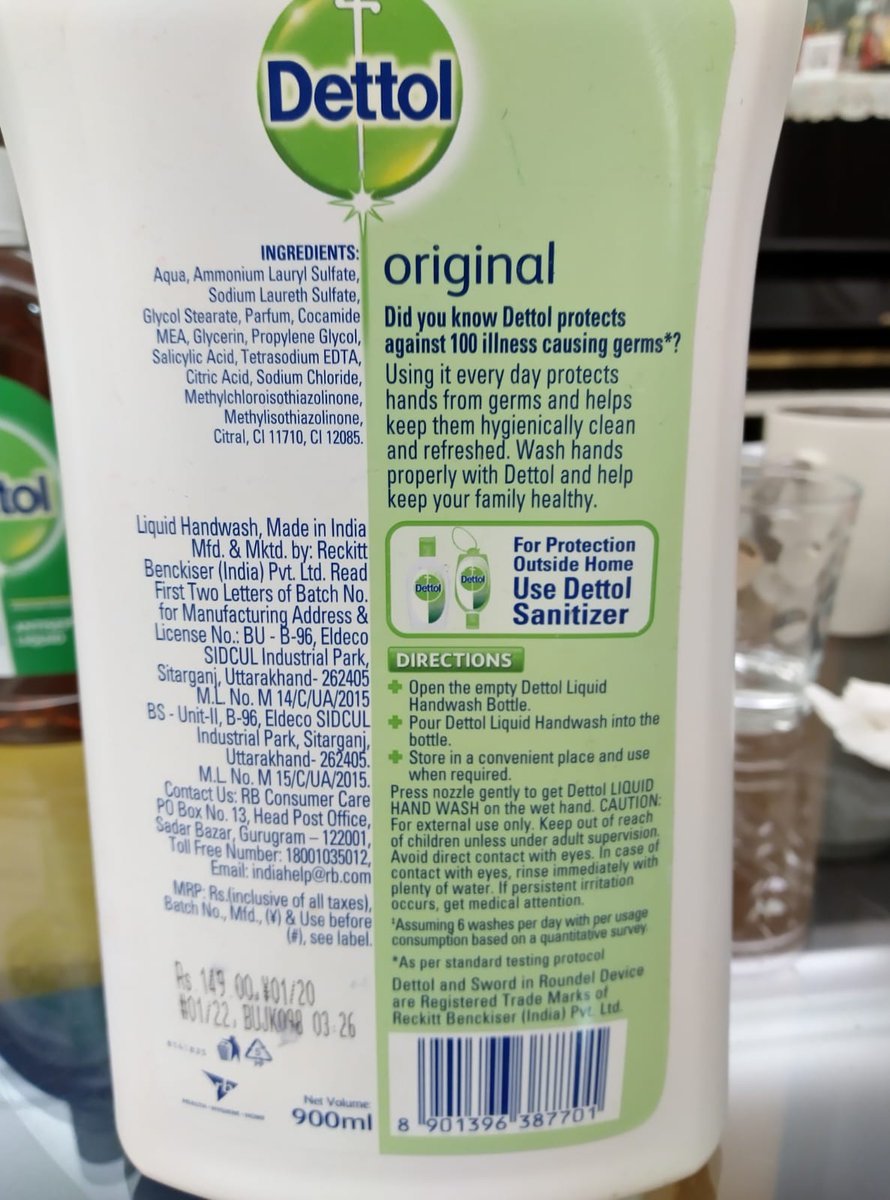 Dettol
INGREDIENTS:
Aqua, Ammonium Lauryl Sulfate,
Sodium Laureth Sulfate,
Glycol Stearate, Parfum, Cocamide
MEA, Glycerin, Propylene Glycol,
Salicylic Acid, Tetrasodium EDTA,
Citric Acid, Sodium Chloride,
Methylchloroisothiazolinone,
Methylisothiazolinone,
Citral, CI 11710, CI 12085.
Liquid Handwash, Made in India
Mfd. & Mktd. by: Reckitt
Benckiser (India) Pvt. Ltd. Read
First Two Letters of Batch No.
for Manufacturing Address &
License No.: BU - B-96, Eldeco
SIDCUL Industrial Park,
Sitarganj, Uttarakhand- 262405
M.L. No. M 14/C/UA/2015
BS - Unit-II, B-96, Eldeco SIDCUL
Industrial Park, Sitarganj,
Uttarakhand- 262405.
M.L. No. M 15/C/UA/2015.
Contact Us: RB Consumer Care
PO Box No. 13, Head Post Office,
Sadar Bazar, Gurugram – 122001,
Toll Free Number: 18001035012,
Email: indiahelp@rb.com
MRP: Rs.(inclusive of all taxes),
Batch No., Mfd., (¥) & Use before
(#), see label.
Rs 149 00,¥01/20
#01/22, BUJK098 03 26
PP
HEALTH • HYGIENE • HOME
Net Volume
900ml
original
Did you know Dettol protects
against 100 illness causing germs*?
Using it every day protects
hands from germs and helps
keep them hygienically clean
and refreshed. Wash hands
properly with Dettol and help
keep your family healthy.
Dettol
Dettol
For Protection
Outside Home
Use Dettol
Sanitizer
DIRECTIONS
Open the empty Dettol Liquid
Handwash Bottle.
Pour Dettol Liquid Handwash into the
bottle.
Store in a convenient place and use
when required.
Press nozzle gently to get Dettol LIQUID
HAND WASH on the wet hand. CAUTION:
For external use only. Keep out of reach
of children unless under adult supervision.
Avoid direct contact with eyes. In case of
contact with eyes, rinse immediately with
plenty of water. If persistent irritation
occurs, get medical attention.
‡Assuming 6 washes per day with per usage
consumption based on a quantitative survey.
*As per standard testing protocol
Dettol and Sword in Roundel Device
are Registered Trade Marks of
Reckitt Benckiser (India) Pvt. Ltd.
8 901396 387701
tol